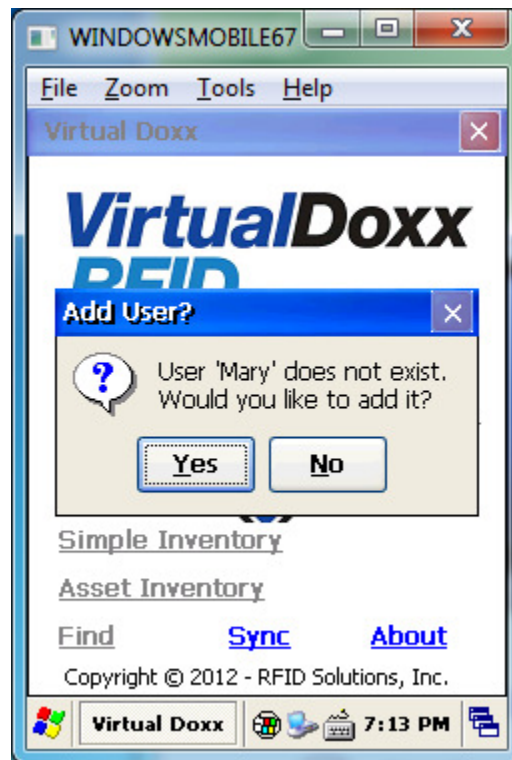 WINDOWSMOBILE67
File Zoom Tools Help
Virtual Doxx
VirtualDoxx
RFID
Add User?
User 'Mary' does not exist.
Would you like to add it?
Yes No
Simple Inventory
Asset Inventory
Find Sync About
Copyright © 2012 - RFID Solutions, Inc.
Virtual Doxx 7:13 PM